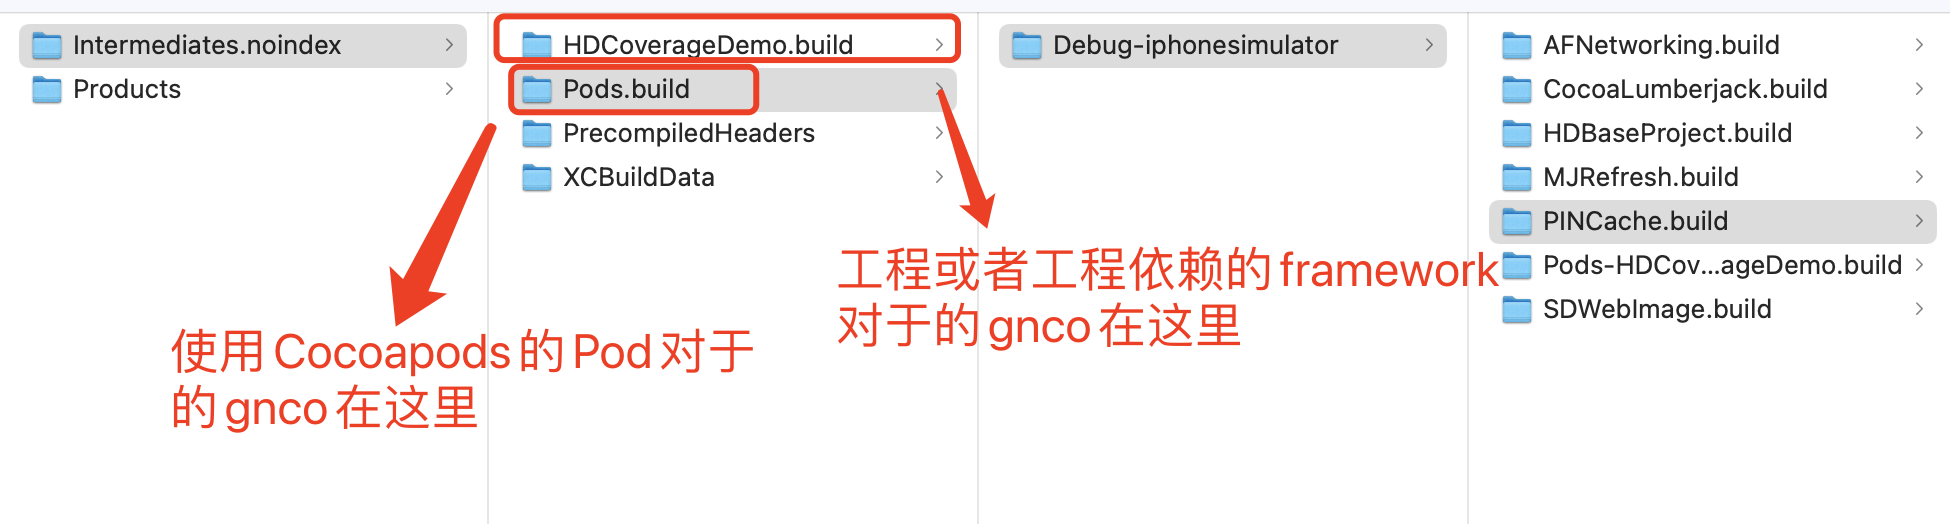 Intermediates.noindex
Products
HDCoverageDemo.build
Pods.build
PrecompiledHeaders
XCBuildData
Debug-iphonesimulator
AFNetworking.build
CocoaLumberjack.build
HDBaseProject.build
MJRefresh.build
PINCache.build
Pods-HDCov...ageDemo.build
SDWebImage.build
使用Cocoapods的Pod对于
的gnco在这里
工程或者工程依赖的framework
对于的gnco在这里